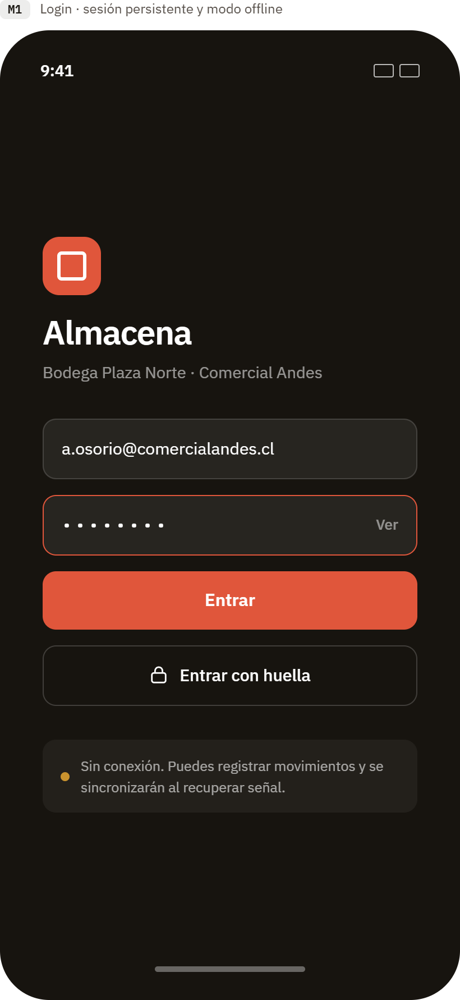 M1 Login · sesión persistente y modo offline
9:41
Almacena
Bodega Plaza Norte · Comercial Andes
a.osorio@comercialandes.cl
•••••••• Ver
Entrar
Entrar con huella
Sin conexión. Puedes registrar movimientos y se
sincronizarán al recuperar señal.